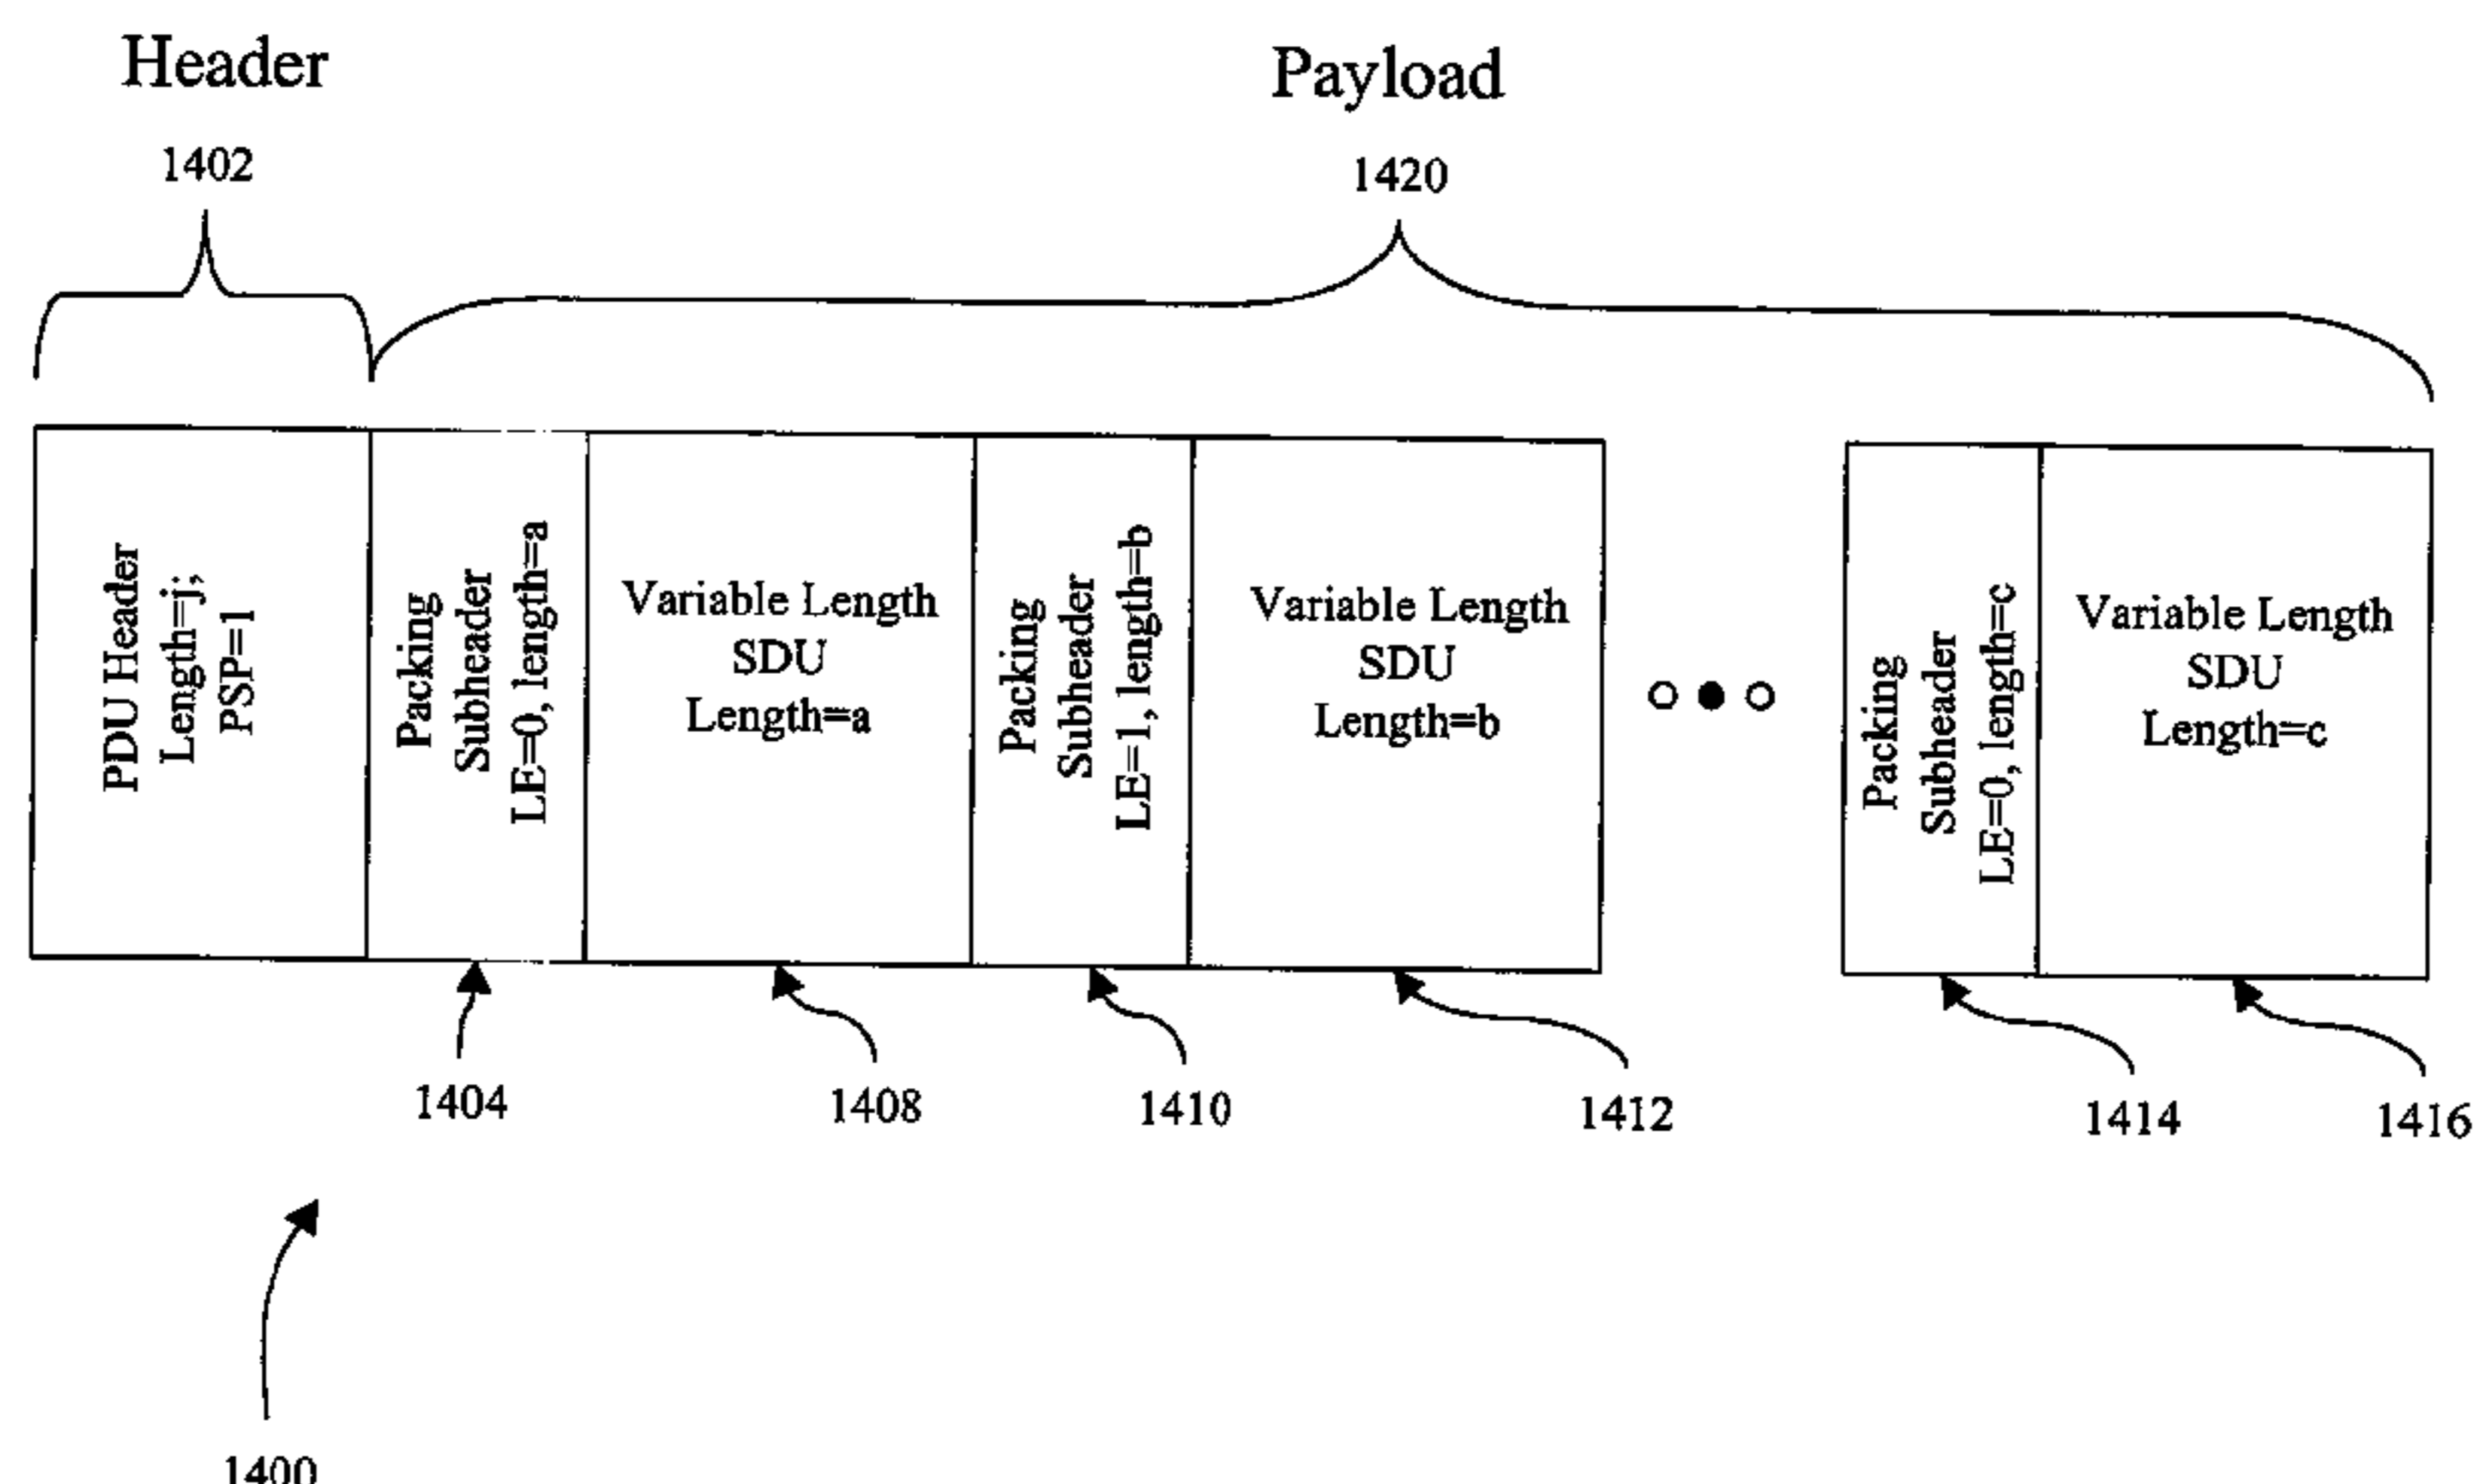 Header
1402
Payload
1420
PDU Header
Length=j;
PSP=1
Packing
Subheader
LE=0, length=a
Variable Length
SDU
Length=a
Packing
Subheader
LE=1, length=b
Variable Length
SDU
Length=b
Packing
Subheader
LE=0, length=c
Variable Length
SDU
Length=c
1404
1408
1410
1412
1414
1416
1400